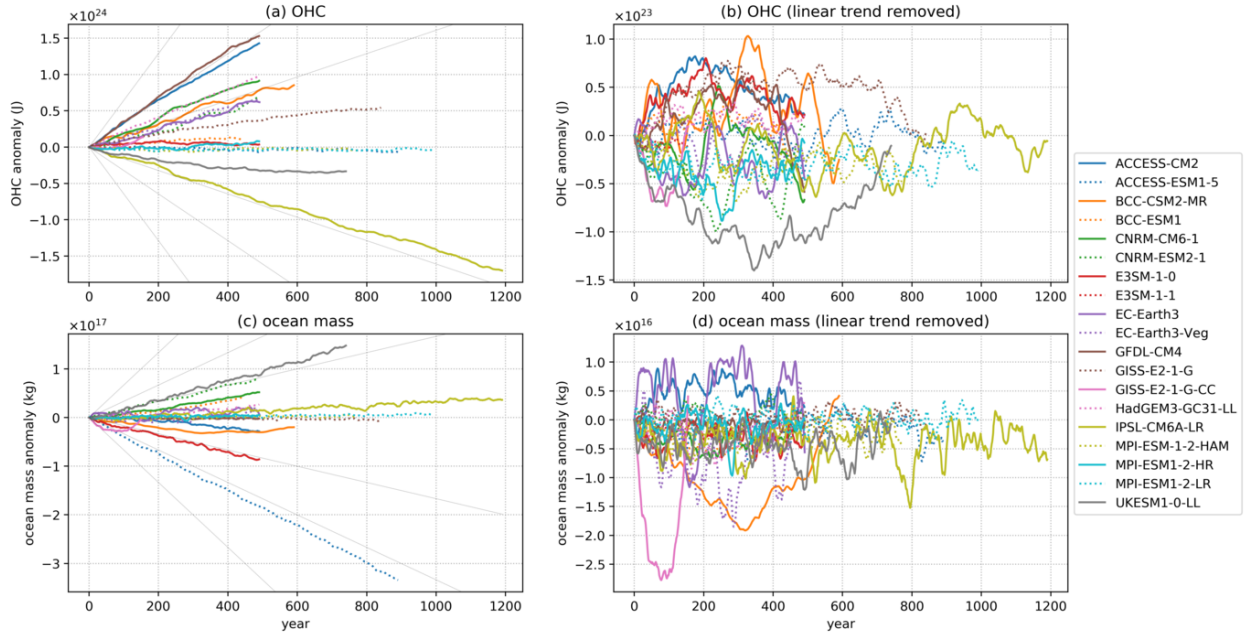 (a) OHC
×10²⁴
1.5
1.0
0.5
0.0
−0.5
−1.0
−1.5
OHC anomaly (J)
0 200 400 600 800 1000 1200
(b) OHC (linear trend removed)
×10²³
1.0
0.5
0.0
−0.5
−1.0
−1.5
OHC anomaly (J)
0 200 400 600 800 1000 1200
(c) ocean mass
×10¹⁷
1
0
−1
−2
−3
ocean mass anomaly (kg)
0 200 400 600 800 1000 1200
year
(d) ocean mass (linear trend removed)
×10¹⁶
1.0
0.5
0.0
−0.5
−1.0
−1.5
−2.0
−2.5
ocean mass anomaly (kg)
0 200 400 600 800 1000 1200
year
ACCESS-CM2
ACCESS-ESM1-5
BCC-CSM2-MR
BCC-ESM1
CNRM-CM6-1
CNRM-ESM2-1
E3SM-1-0
E3SM-1-1
EC-Earth3
EC-Earth3-Veg
GFDL-CM4
GISS-E2-1-G
GISS-E2-1-G-CC
HadGEM3-GC31-LL
IPSL-CM6A-LR
MPI-ESM-1-2-HAM
MPI-ESM1-2-HR
MPI-ESM1-2-LR
UKESM1-0-LL